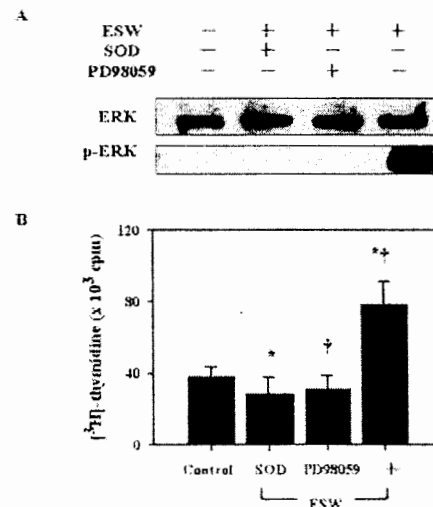 A
ESW - + + +
SOD - + - -
PD98059 - - + -
ERK
p-ERK
B
[³H]-thymidine (x 10³ cpm)
120
80
40
0
* † *†
Control SOD PD98059 +
ESW